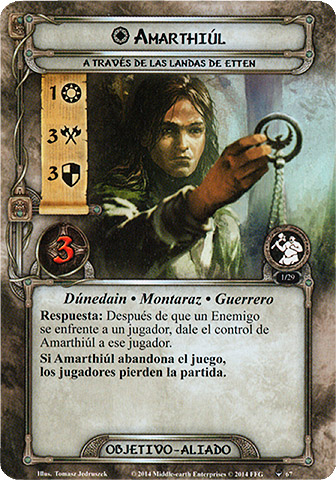 AMARTHIÚL
A TRAVÉS DE LAS LANDAS DE ETTEN
1
3
3
3
1/29
Dúnedain • Montaraz • Guerrero
Respuesta: Después de que un Enemigo
se enfrente a un jugador, dale el control de
Amarthiúl a ese jugador.
Si Amarthiúl abandona el juego,
los jugadores pierden la partida.
OBJETIVO-ALIADO
Illus. Tomasz Jedruszek
© 2014 Middle-earth Enterprises © 2014 FFG
67